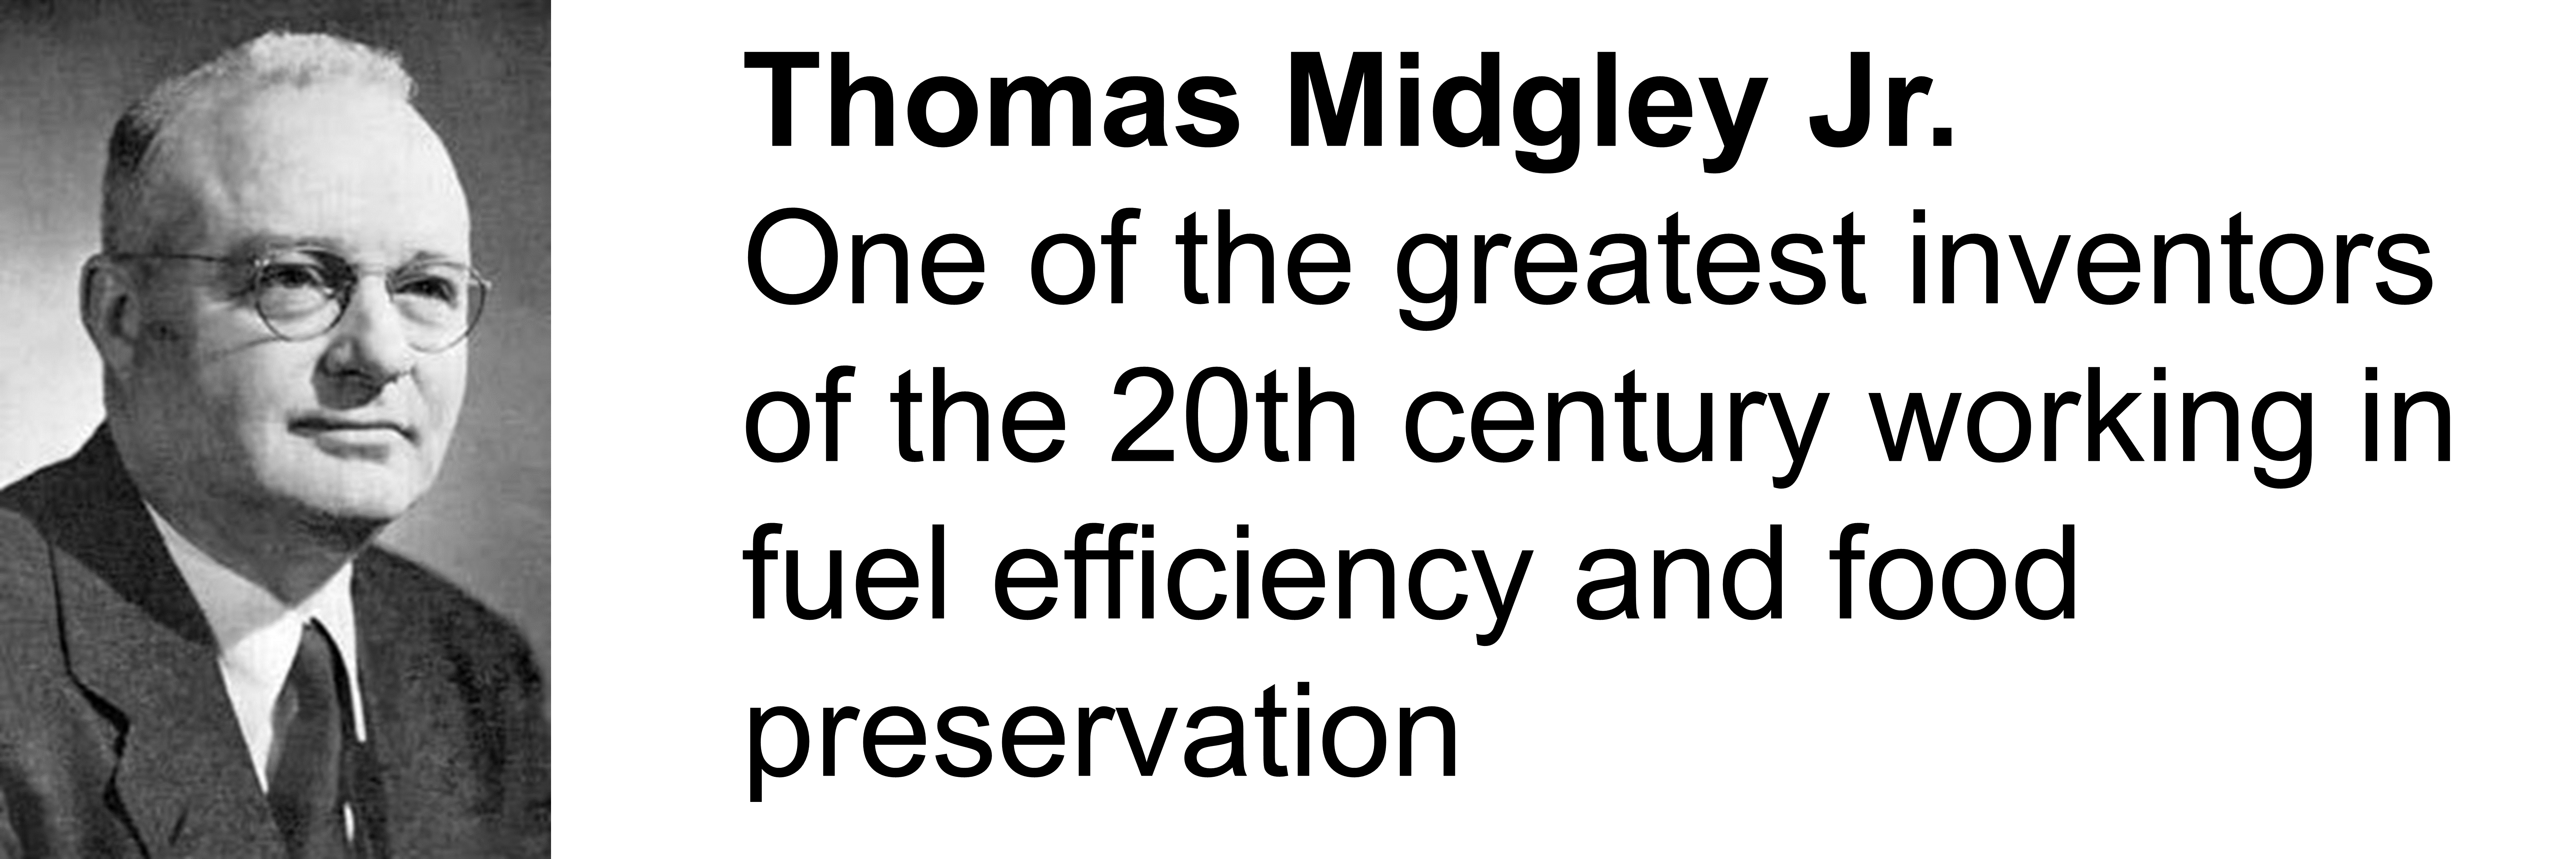 Thomas Midgley Jr.
One of the greatest inventors
of the 20th century working in
fuel efficiency and food
preservation